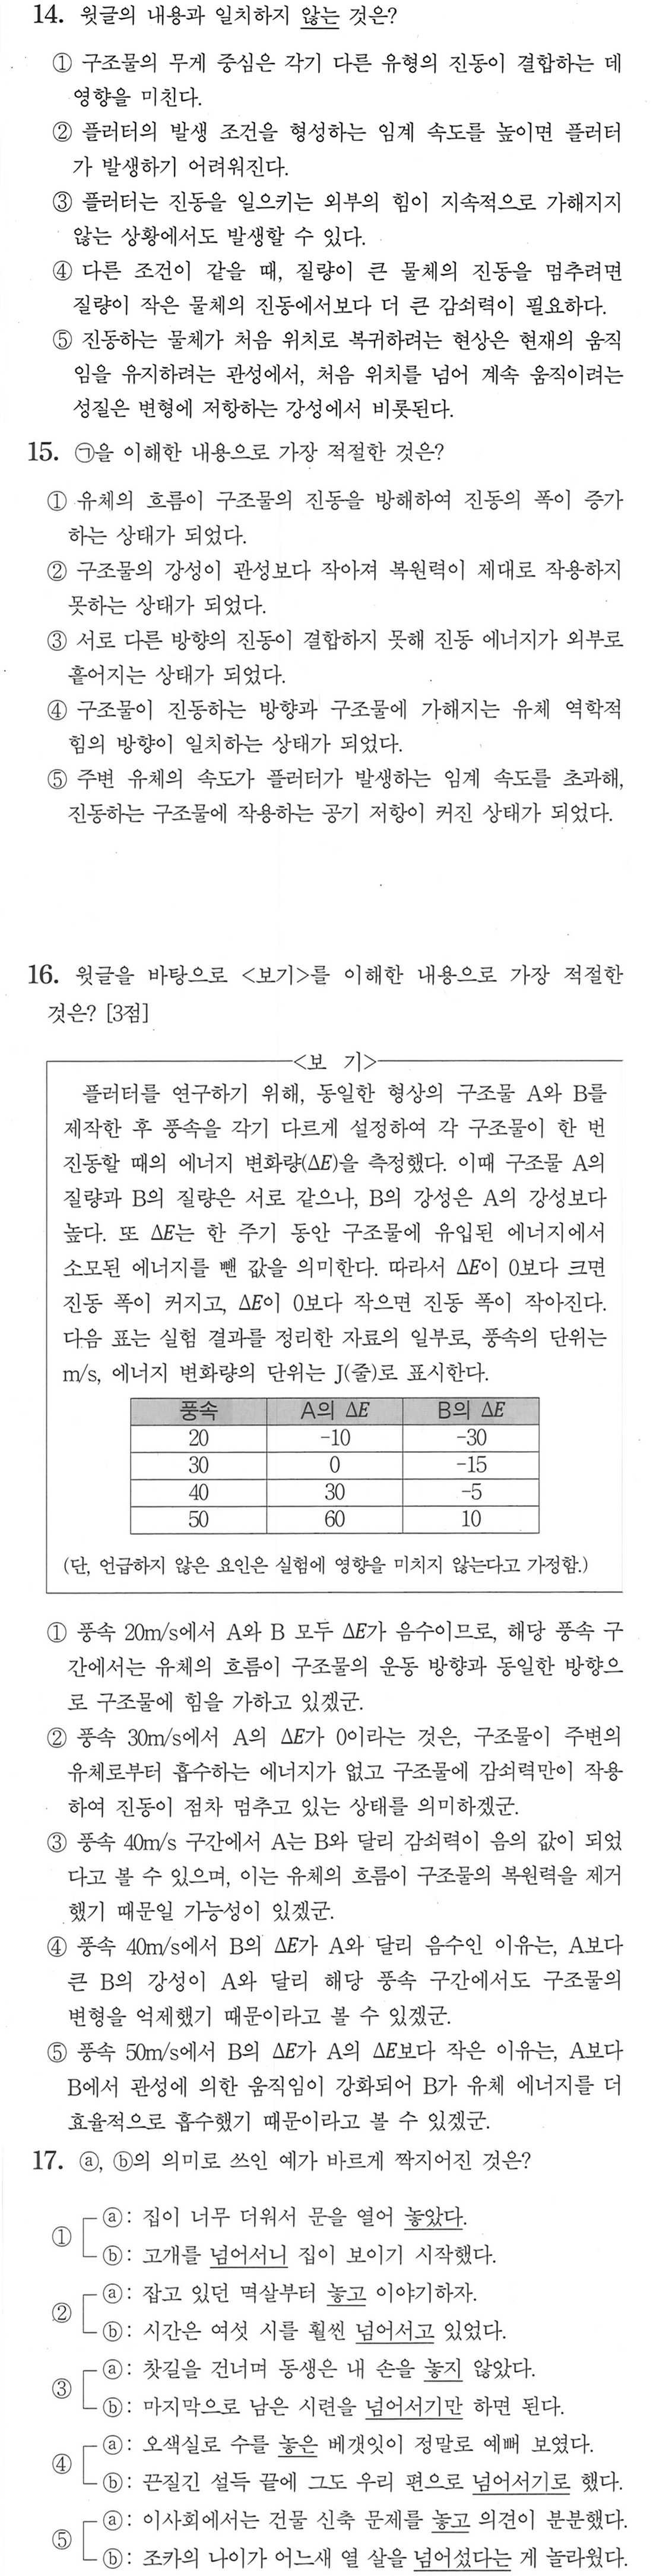 14. 윗글의 내용과 일치하지 않는 것은?
① 구조물의 무게 중심은 각기 다른 유형의 진동이 결합하는 데
영향을 미친다.
② 플러터의 발생 조건을 형성하는 임계 속도를 높이면 플러터
가 발생하기 어려워진다.
③ 플러터는 진동을 일으키는 외부의 힘이 지속적으로 가해지지
않는 상황에서도 발생할 수 있다.
④ 다른 조건이 같을 때, 질량이 큰 물체의 진동을 멈추려면
질량이 작은 물체의 진동에서보다 더 큰 감쇠력이 필요하다.
⑤ 진동하는 물체가 처음 위치로 복귀하려는 현상은 현재의 움직
임을 유지하려는 관성에서, 처음 위치를 넘어 계속 움직이려는
성질은 변형에 저항하는 강성에서 비롯된다.
15. ㉠을 이해한 내용으로 가장 적절한 것은?
① 유체의 흐름이 구조물의 진동을 방해하여 진동의 폭이 증가
하는 상태가 되었다.
② 구조물의 강성이 관성보다 작아져 복원력이 제대로 작용하지
못하는 상태가 되었다.
③ 서로 다른 방향의 진동이 결합하지 못해 진동 에너지가 외부로
흩어지는 상태가 되었다.
④ 구조물이 진동하는 방향과 구조물에 가해지는 유체 역학적
힘의 방향이 일치하는 상태가 되었다.
⑤ 주변 유체의 속도가 플러터가 발생하는 임계 속도를 초과해,
진동하는 구조물에 작용하는 공기 저항이 커진 상태가 되었다.
16. 윗글을 바탕으로 <보기>를 이해한 내용으로 가장 적절한
것은? [3점]
<보 기>
플러터를 연구하기 위해, 동일한 형상의 구조물 A와 B를
제작한 후 풍속을 각기 다르게 설정하여 각 구조물이 한 번
진동할 때의 에너지 변화량(ΔE)을 측정했다. 이때 구조물 A의
질량과 B의 질량은 서로 같으나, B의 강성은 A의 강성보다
높다. 또 ΔE는 한 주기 동안 구조물에 유입된 에너지에서
소모된 에너지를 뺀 값을 의미한다. 따라서 ΔE이 0보다 크면
진동 폭이 커지고, ΔE이 0보다 작으면 진동 폭이 작아진다.
다음 표는 실험 결과를 정리한 자료의 일부로, 풍속의 단위는
m/s, 에너지 변화량의 단위는 J(줄)로 표시한다.
풍속 A의 ΔE B의 ΔE
20 -10 -30
30 0 -15
40 30 -5
50 60 10
(단, 언급하지 않은 요인은 실험에 영향을 미치지 않는다고 가정함.)
① 풍속 20m/s에서 A와 B 모두 ΔE가 음수이므로, 해당 풍속 구
간에서는 유체의 흐름이 구조물의 운동 방향과 동일한 방향으
로 구조물에 힘을 가하고 있겠군.
② 풍속 30m/s에서 A의 ΔE가 0이라는 것은, 구조물이 주변의
유체로부터 흡수하는 에너지가 없고 구조물에 감쇠력만이 작용
하여 진동이 점차 멈추고 있는 상태를 의미하겠군.
③ 풍속 40m/s 구간에서 A는 B와 달리 감쇠력이 음의 값이 되었
다고 볼 수 있으며, 이는 유체의 흐름이 구조물의 복원력을 제거
했기 때문일 가능성이 있겠군.
④ 풍속 40m/s에서 B의 ΔE가 A와 달리 음수인 이유는, A보다
큰 B의 강성이 A와 달리 해당 풍속 구간에서도 구조물의
변형을 억제했기 때문이라고 볼 수 있겠군.
⑤ 풍속 50m/s에서 B의 ΔE가 A의 ΔE보다 작은 이유는, A보다
B에서 관성에 의한 움직임이 강화되어 B가 유체 에너지를 더
효율적으로 흡수했기 때문이라고 볼 수 있겠군.
17. ⓐ, ⓑ의 의미로 쓰인 예가 바르게 짝지어진 것은?
① ⓐ: 집이 너무 더워서 문을 열어 놓았다.
ⓑ: 고개를 넘어서니 집이 보이기 시작했다.
② ⓐ: 잡고 있던 멱살부터 놓고 이야기하자.
ⓑ: 시간은 여섯 시를 훨씬 넘어서고 있었다.
③ ⓐ: 찻길을 건너며 동생은 내 손을 놓지 않았다.
ⓑ: 마지막으로 남은 시련을 넘어서기만 하면 된다.
④ ⓐ: 오색실로 수를 놓은 베갯잇이 정말로 예뻐 보였다.
ⓑ: 끈질긴 설득 끝에 그도 우리 편으로 넘어서기로 했다.
⑤ ⓐ: 이사회에서는 건물 신축 문제를 놓고 의견이 분분했다.
ⓑ: 조카의 나이가 어느새 열 살을 넘어섰다는 게 놀라웠다.